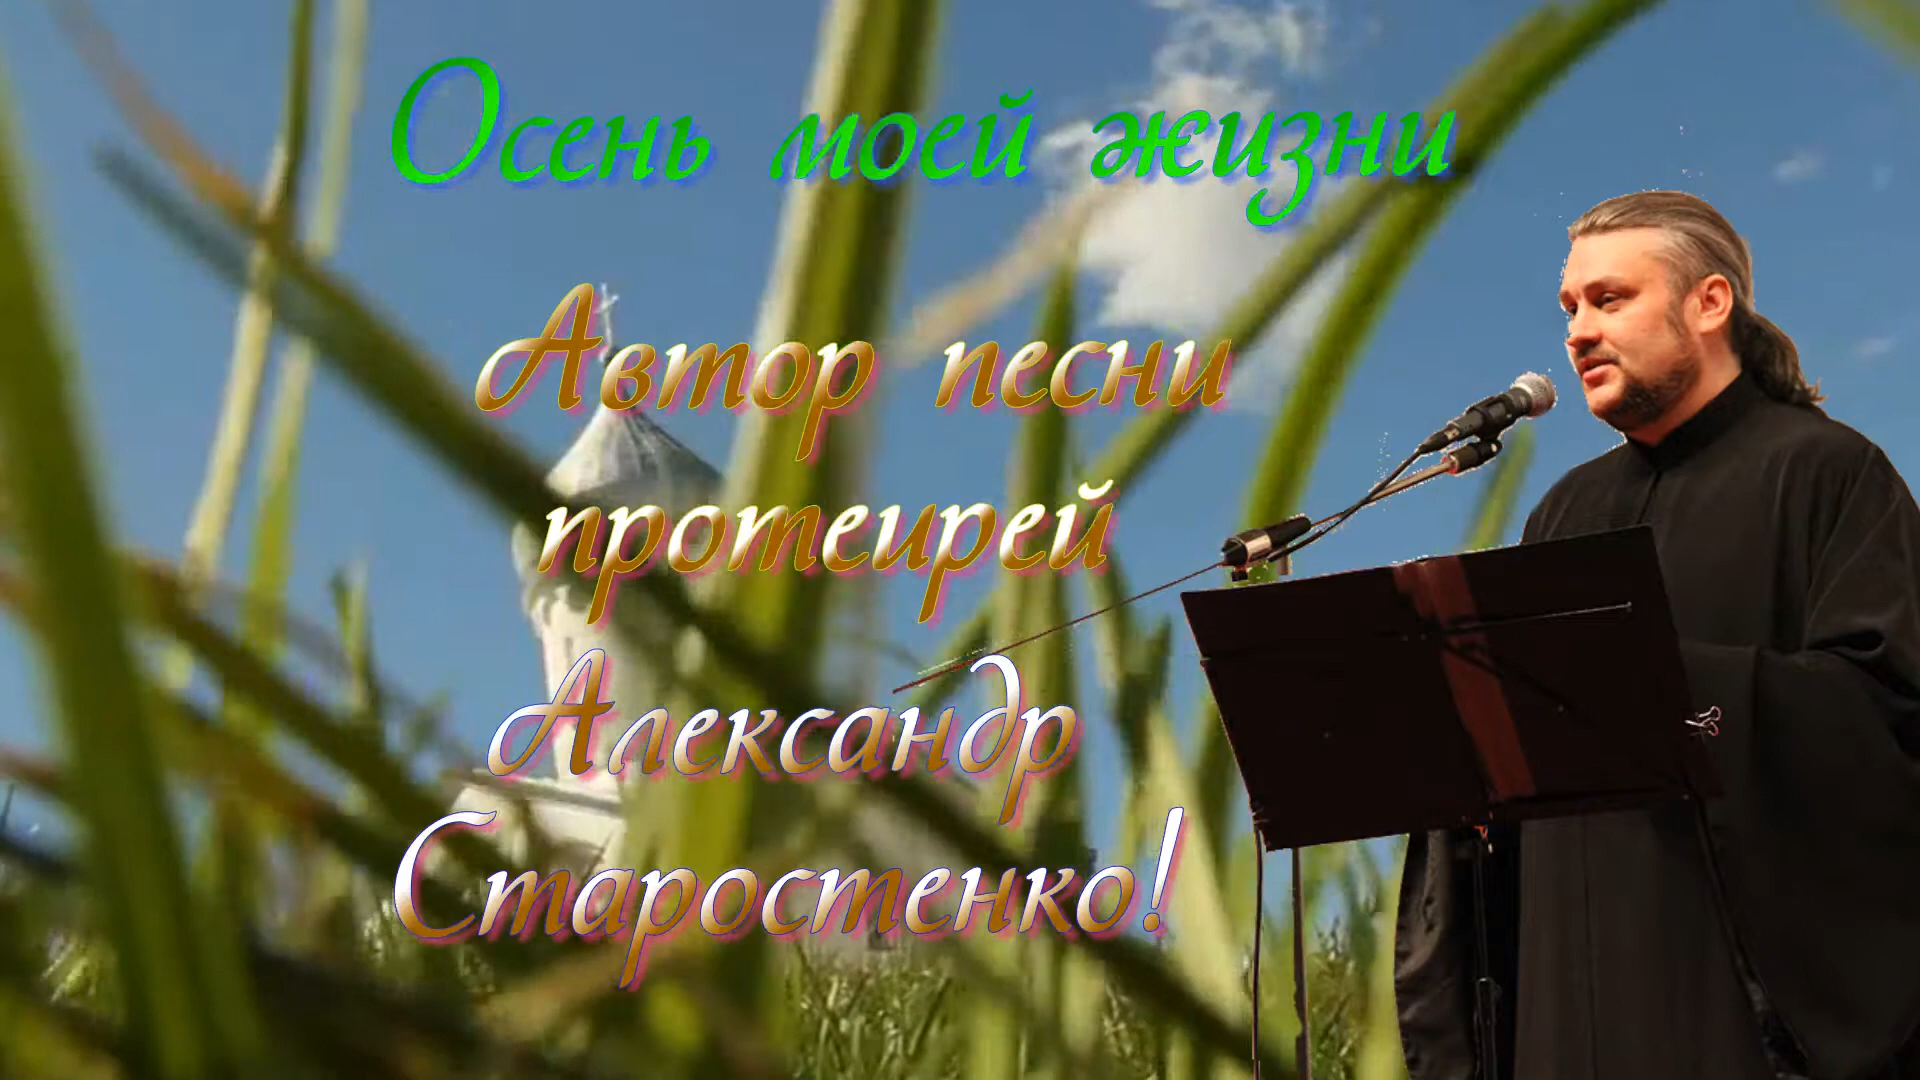 Осень моей жизни
Автор песни
протеирей
Александр
Старостенко!